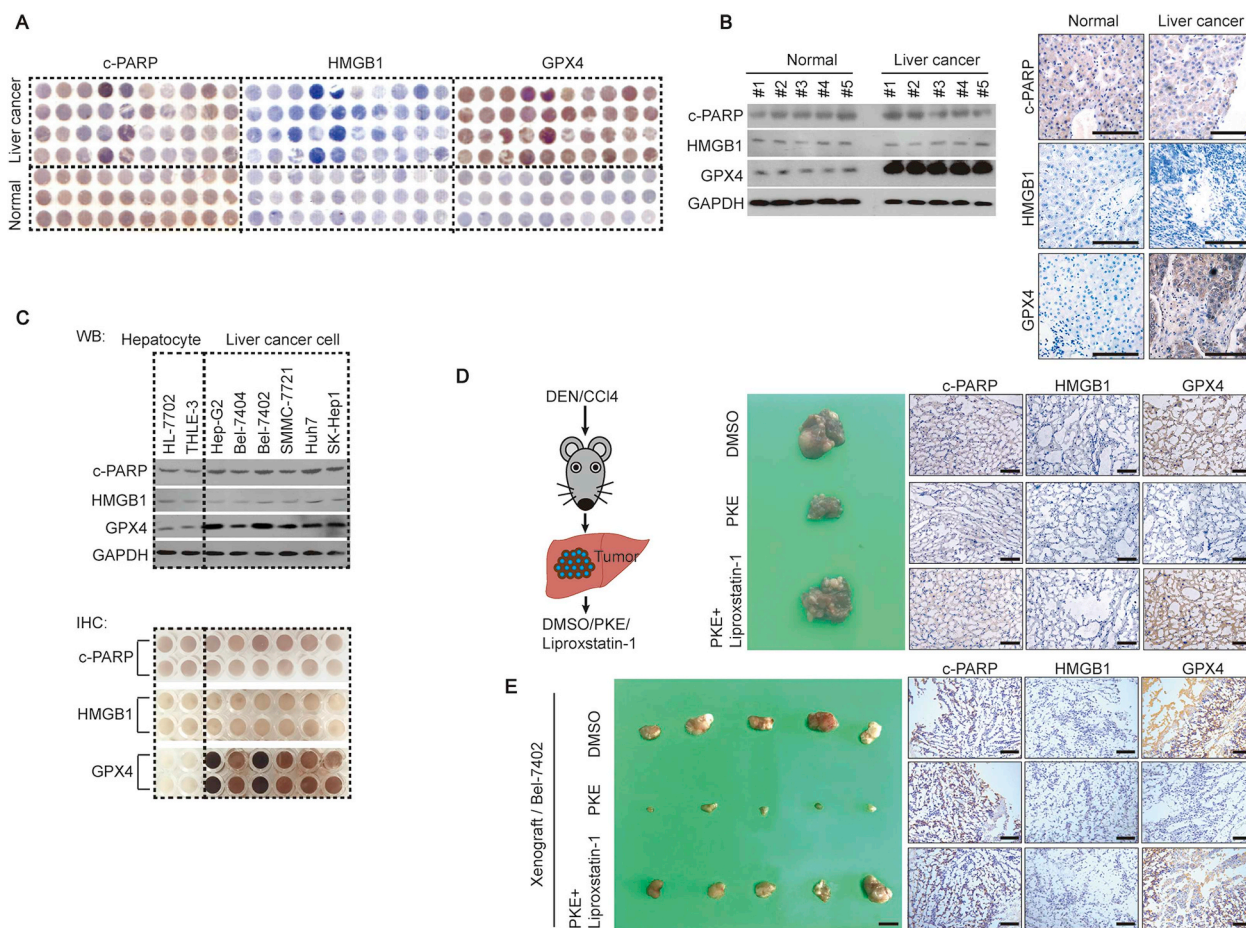 A
c-PARP HMGB1 GPX4
Liver cancer
Normal
B
Normal Liver cancer
#1 #2 #3 #4 #5 #1 #2 #3 #4 #5
c-PARP
HMGB1
GPX4
GAPDH
Normal Liver cancer
c-PARP
HMGB1
GPX4
C
WB: Hepatocyte Liver cancer cell
HL-7702 THLE-3 Hep-G2 Bel-7404 Bel-7402 SMMC-7721 Huh7 SK-Hep1
c-PARP
HMGB1
GPX4
GAPDH
IHC:
c-PARP
HMGB1
GPX4
D
DEN/CCl4
Tumor
DMSO/PKE/
Liproxstatin-1
DMSO
PKE
PKE+
Liproxstatin-1
c-PARP HMGB1 GPX4
E
Xenograft / Bel-7402
DMSO
PKE
PKE+
Liproxstatin-1
c-PARP HMGB1 GPX4